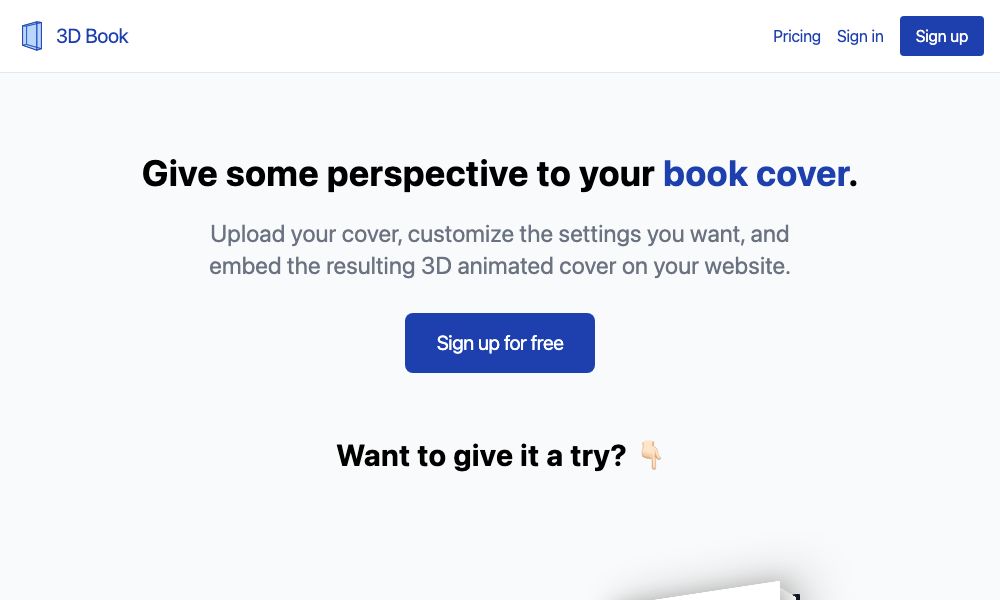 3D Book
Pricing
Sign in
Sign up
Give some perspective to your book cover.
Upload your cover, customize the settings you want, and
embed the resulting 3D animated cover on your website.
Sign up for free
Want to give it a try? 👇🏻